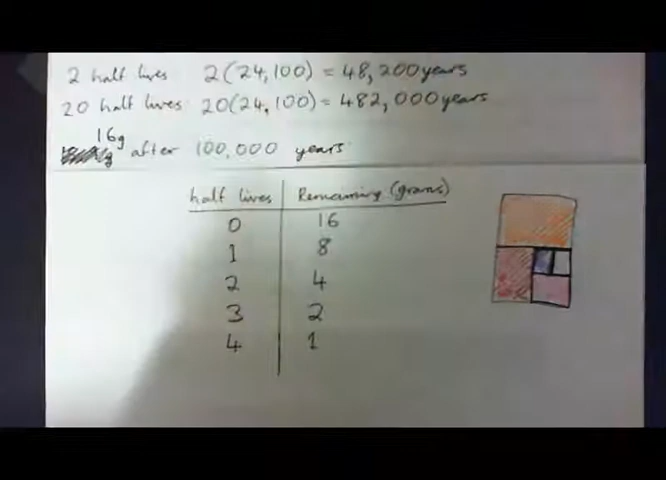 2 half lives 2(24,100) = 48,200 years
20 half lives 20(24,100) = 482,000 years
16g
g after 100,000 years
half lives Remaining (grams)
0 16
1 8
2 4
3 2
4 1